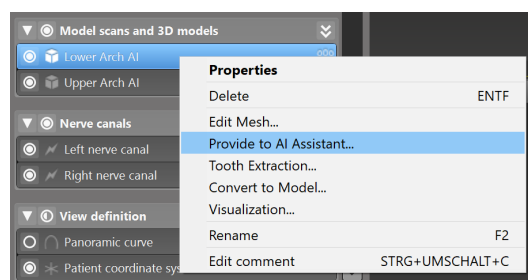 Model scans and 3D models
Lower Arch AI
Upper Arch AI
Nerve canals
Left nerve canal
Right nerve canal
View definition
Panoramic curve
Patient coordinate sys
Properties
Delete ENTF
Edit Mesh...
Provide to AI Assistant...
Tooth Extraction...
Convert to Model...
Visualization...
Rename F2
Edit comment STRG+UMSCHALT+C